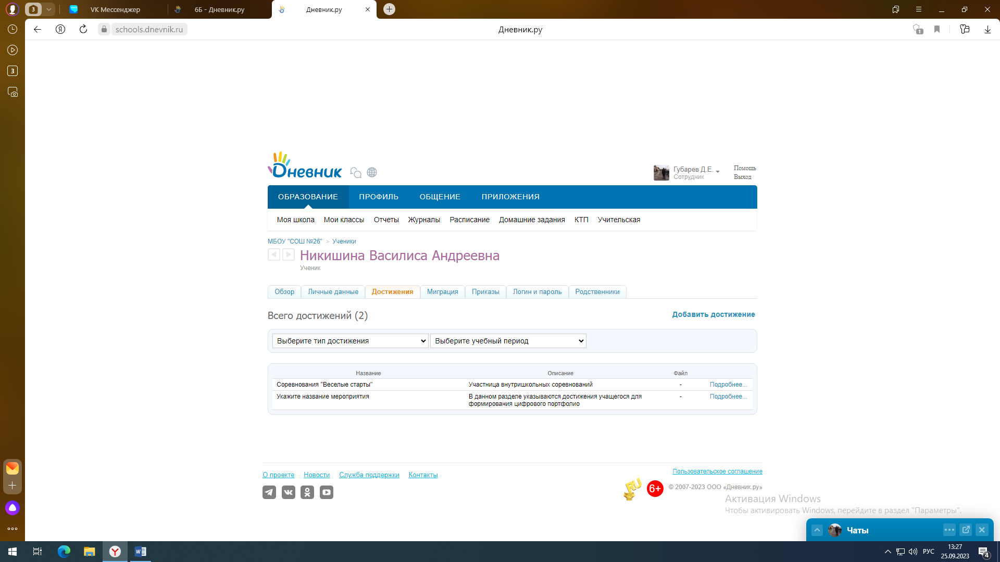 3
VK Мессенджер
6Б - Дневник.ру
Дневник.ру
schools.dnevnik.ru
Дневник.ру
1
3
Dневник
Губарев Д.Е.
Сотрудник
Помощь
Выход
ОБРАЗОВАНИЕ ПРОФИЛЬ ОБЩЕНИЕ ПРИЛОЖЕНИЯ
Моя школа Мои классы Отчеты Журналы Расписание Домашние задания КТП Учительская
МБОУ "СОШ №26" > Ученики
Никишина Василиса Андреевна
Ученик
Обзор Личные данные Достижения Миграция Приказы Логин и пароль Родственники
Всего достижений (2)
Добавить достижение
Выберите тип достижения Выберите учебный период
Название Описание Файл
Соревнования "Веселые старты" Участница внутришкольных соревнований - Подробнее...
Укажите название мероприятия В данном разделе указываются достижения учащегося для - Подробнее...
формирования цифрового портфолио
О проекте Новости Служба поддержки Контакты
Пользовательское соглашение
RU
6+
© 2007-2023 ООО «Дневник.ру»
Активация Windows
Чтобы активировать Windows, перейдите в раздел "Параметры".
Чаты
РУС
13:27
25.09.2023
4